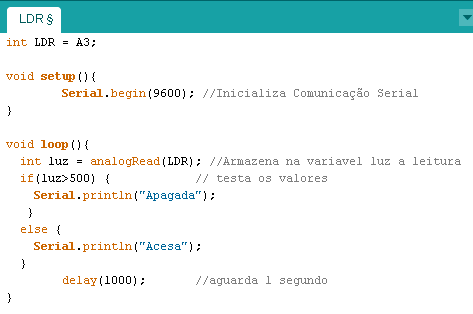 LDR §
int LDR = A3;
void setup(){
Serial.begin(9600); //Inicializa Comunicação Serial
}
void loop(){
int luz = analogRead(LDR); //Armazena na variavel luz a leitura
if(luz>500) { // testa os valores
Serial.println("Apagada");
}
else {
Serial.println("Acesa");
}
delay(1000); //aguarda 1 segundo
}